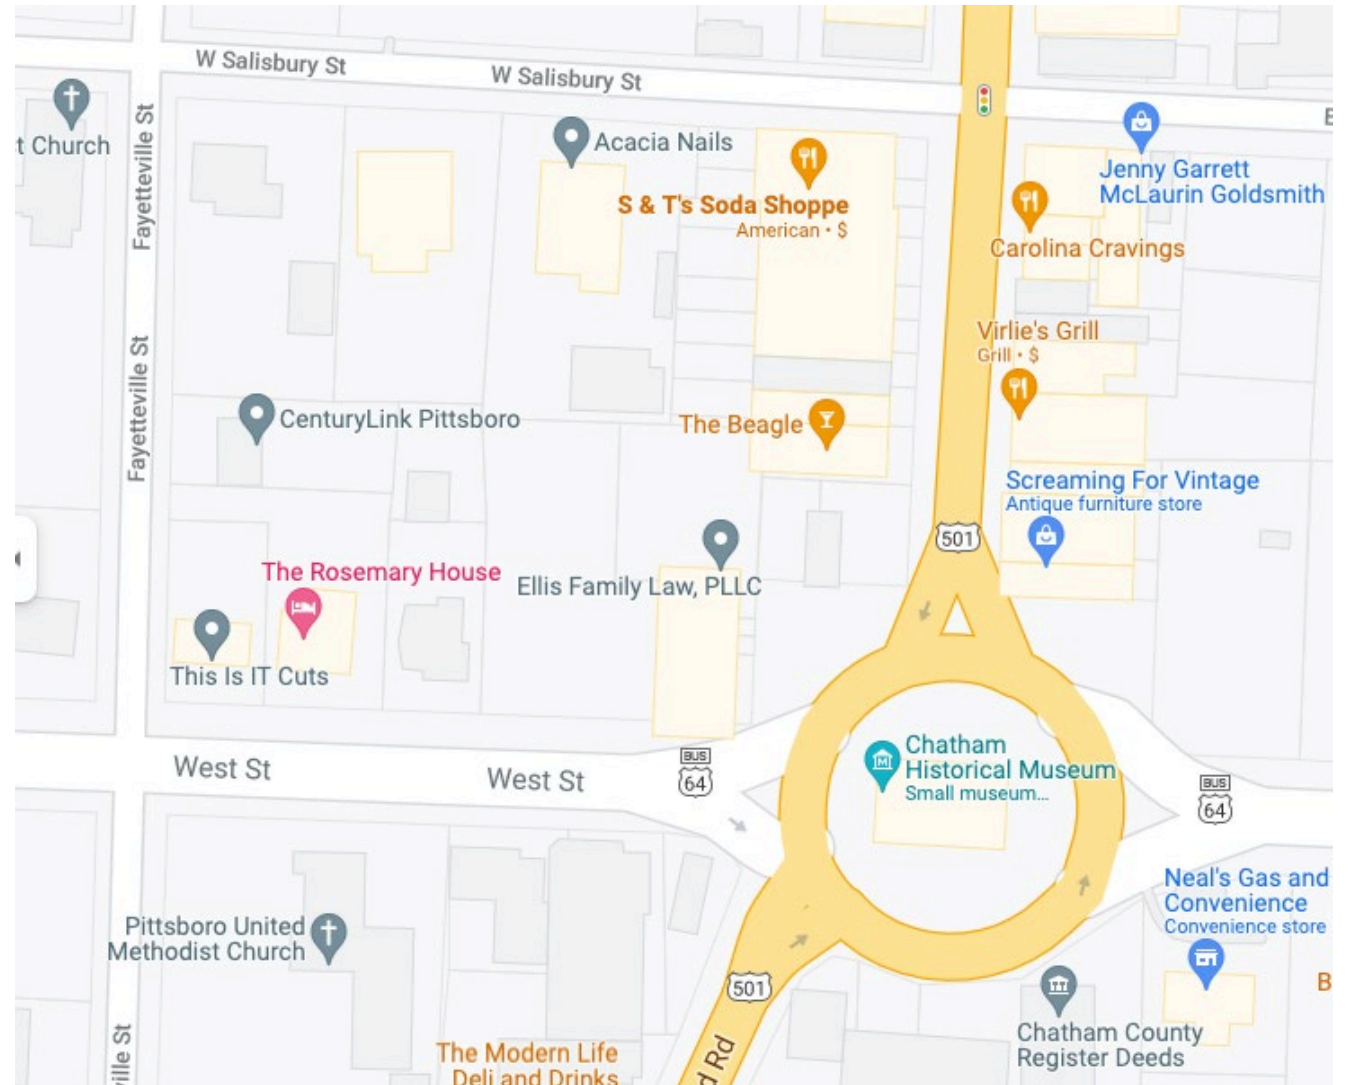 W Salisbury St
W Salisbury St
Fayetteville St
t Church
Acacia Nails
Jenny Garrett
McLaurin Goldsmith
E
S & T's Soda Shoppe
American • $
Carolina Cravings
Virlie's Grill
Grill • $
Fayetteville St
CenturyLink Pittsboro
The Beagle
Screaming For Vintage
Antique furniture store
501
The Rosemary House
Ellis Family Law, PLLC
This Is IT Cuts
West St
West St
BUS
64
Chatham
Historical Museum
Small museum...
BUS
64
Neal's Gas and
Convenience
Convenience store
Pittsboro United
Methodist Church
501
B
Chatham County
Register Deeds
ville St
The Modern Life
Deli and Drinks
d Rd